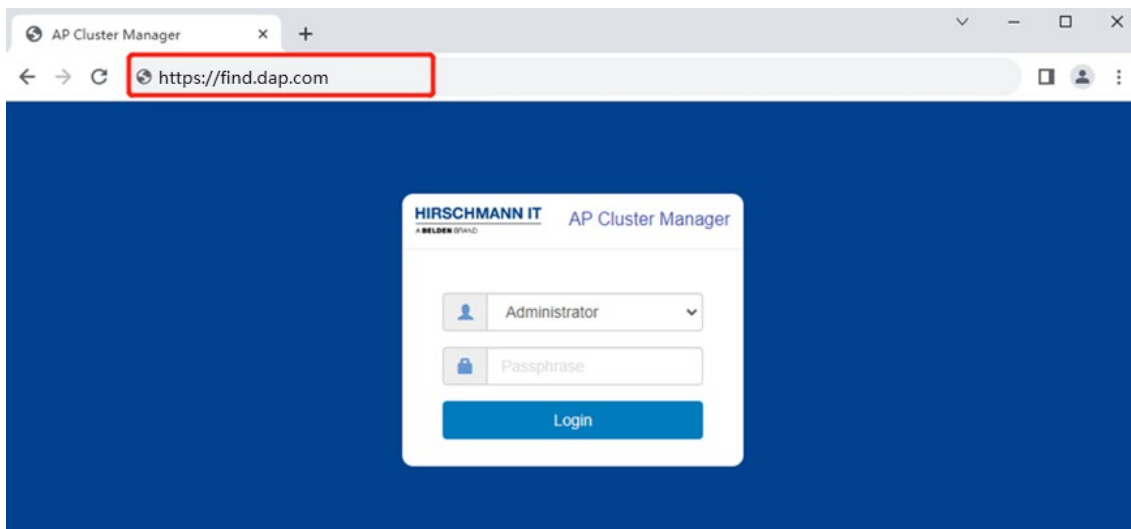 AP Cluster Manager
https://find.dap.com
HIRSCHMANN IT
A BELDEN BRAND
AP Cluster Manager
Administrator
Passphrase
Login